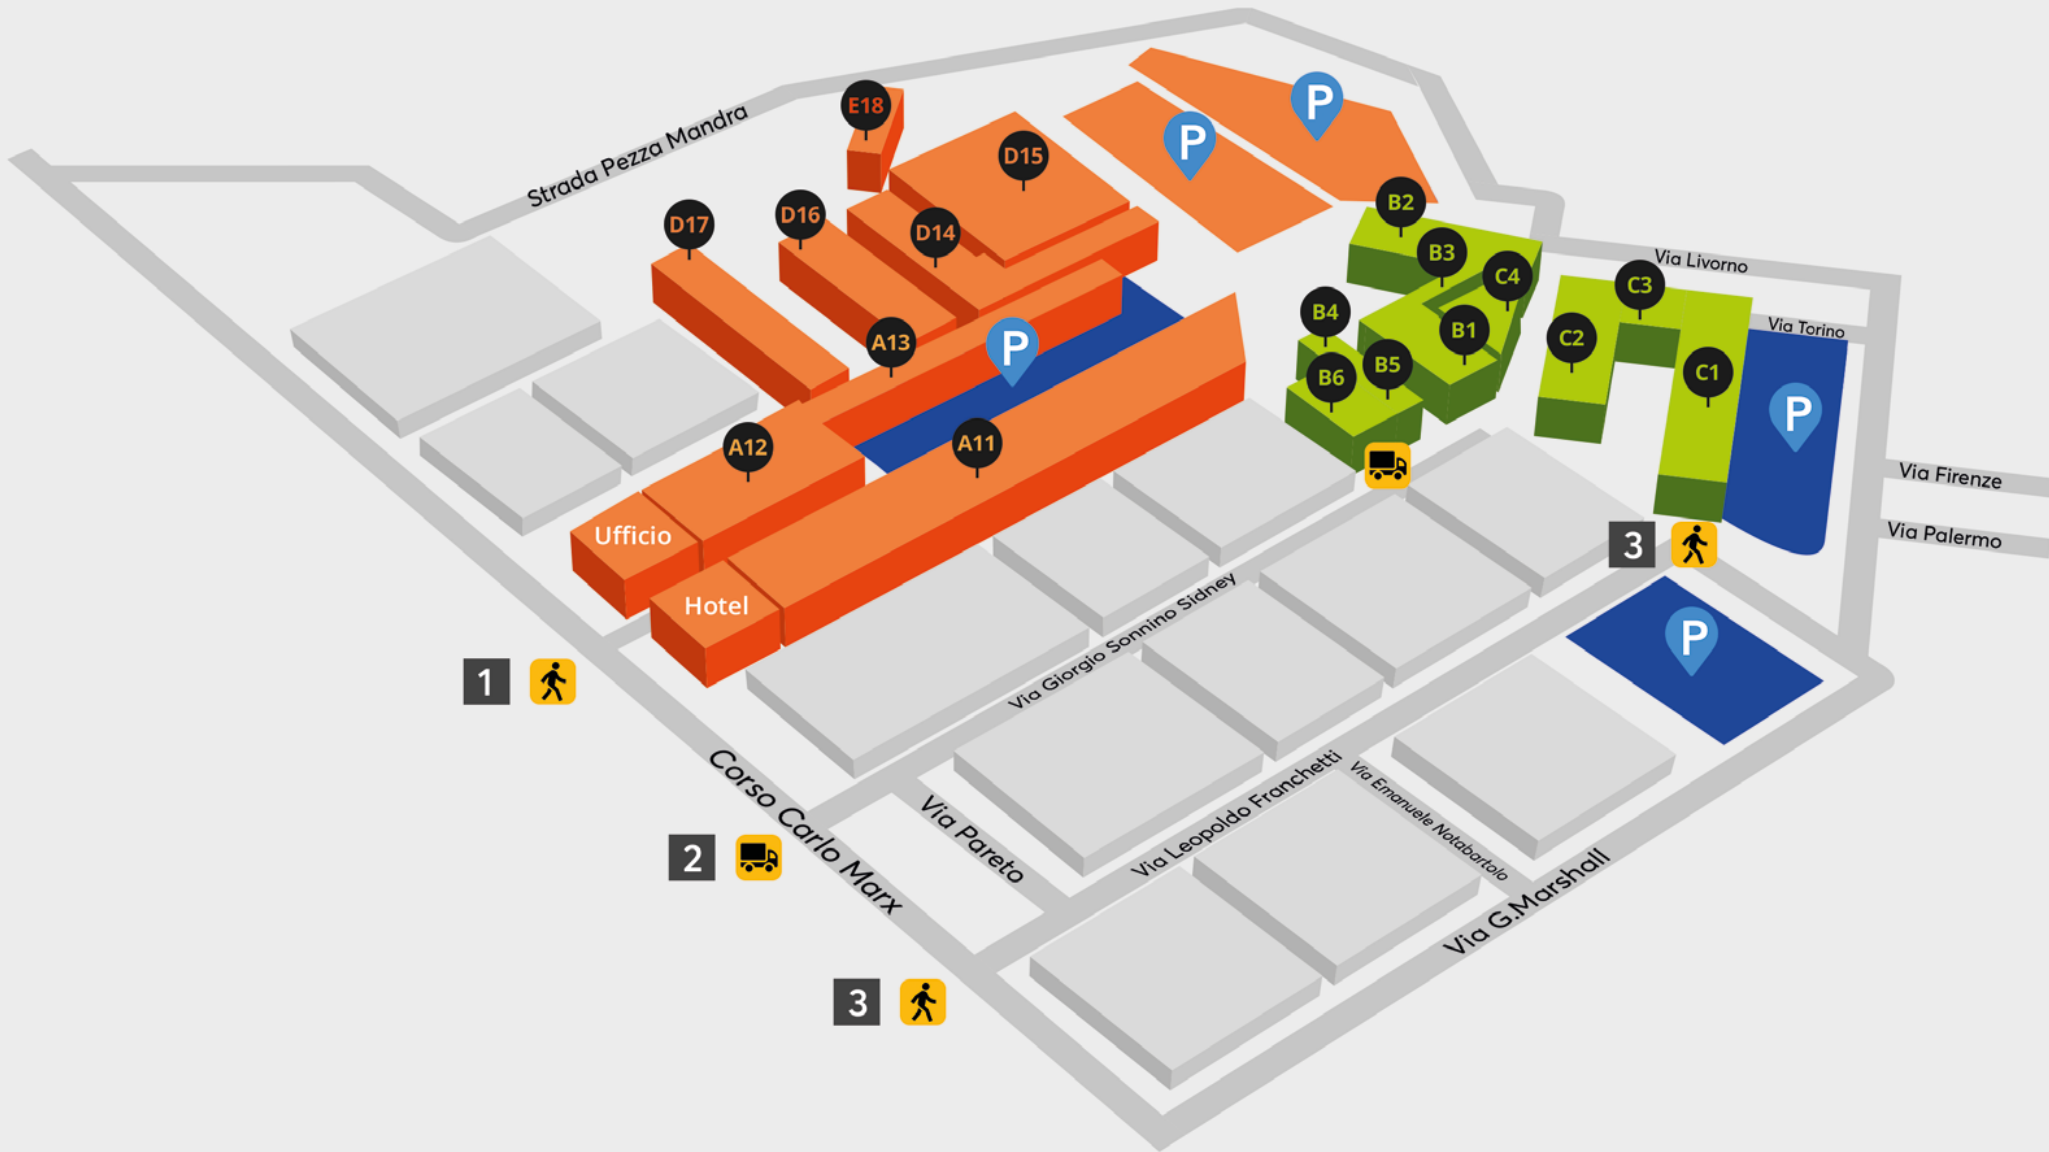 E18
P
P
D15
Strada Pezza Mandra
D17
D16
D14
B2
B3
Via Livorno
C4
C3
B4
B1
Via Torino
A13
P
C2
B5
B6
C1
P
A12
A11
Via Firenze
Ufficio
Via Palermo
3
Hotel
Via Giorgio Sonnino Sidney
P
1
Corso Carlo Marx
Via Pareto
Via Leopoldo Franchetti
Via Emanuele Notabartolo
2
Via G.Marshall
3